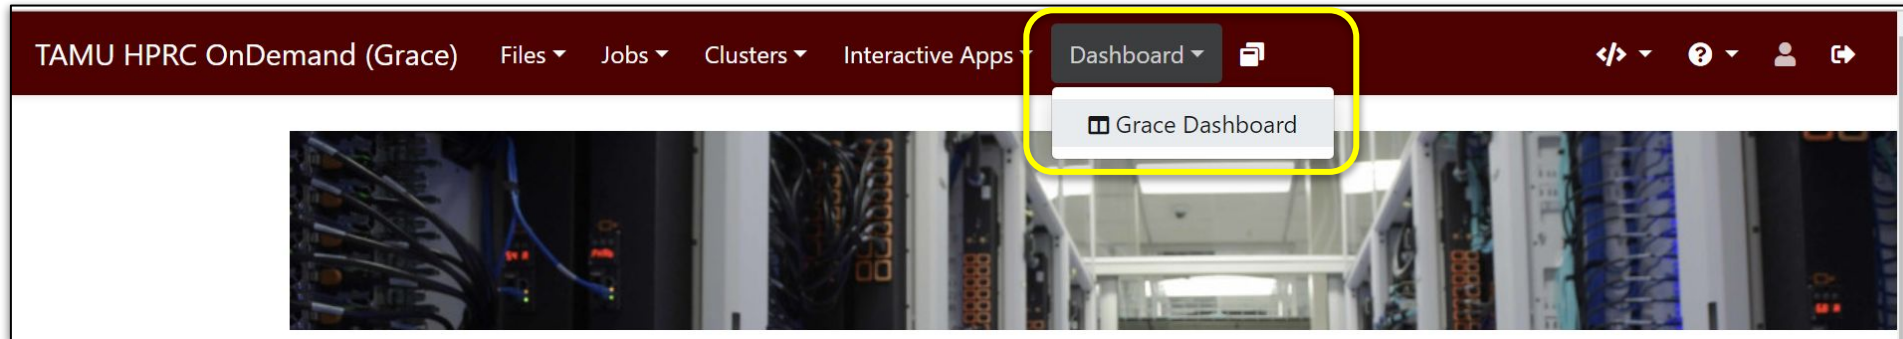 TAMU HPRC OnDemand (Grace) Files Jobs Clusters Interactive Apps Dashboard
Grace Dashboard